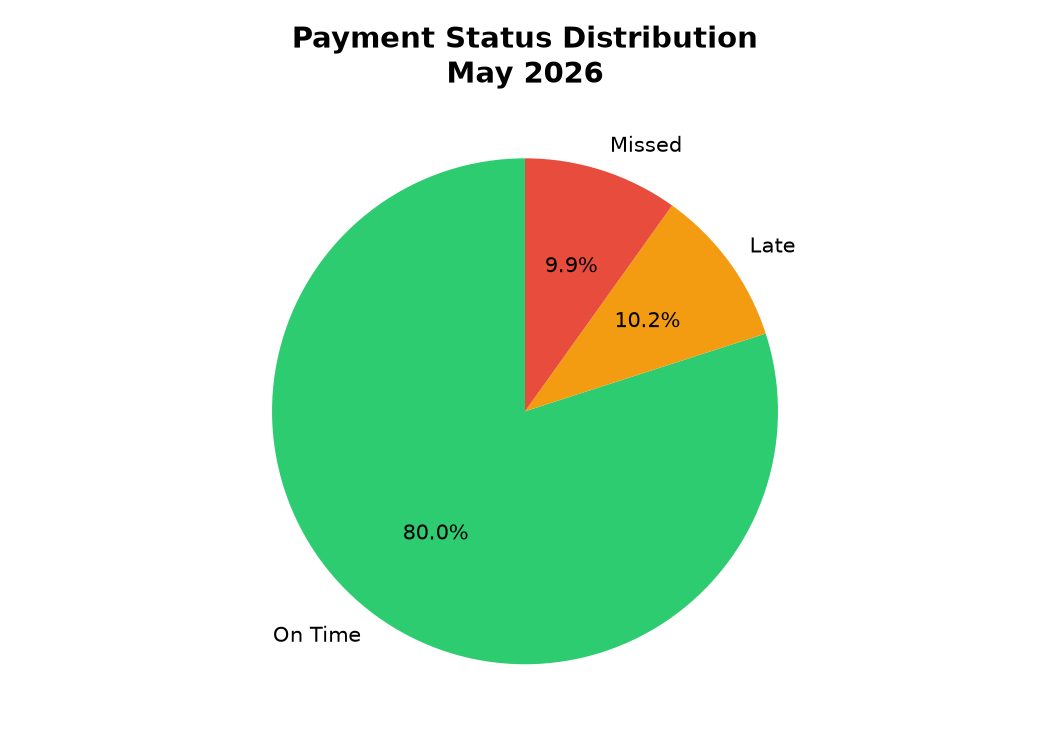 Payment Status Distribution
May 2026
Missed
Late
9.9%
10.2%
80.0%
On Time